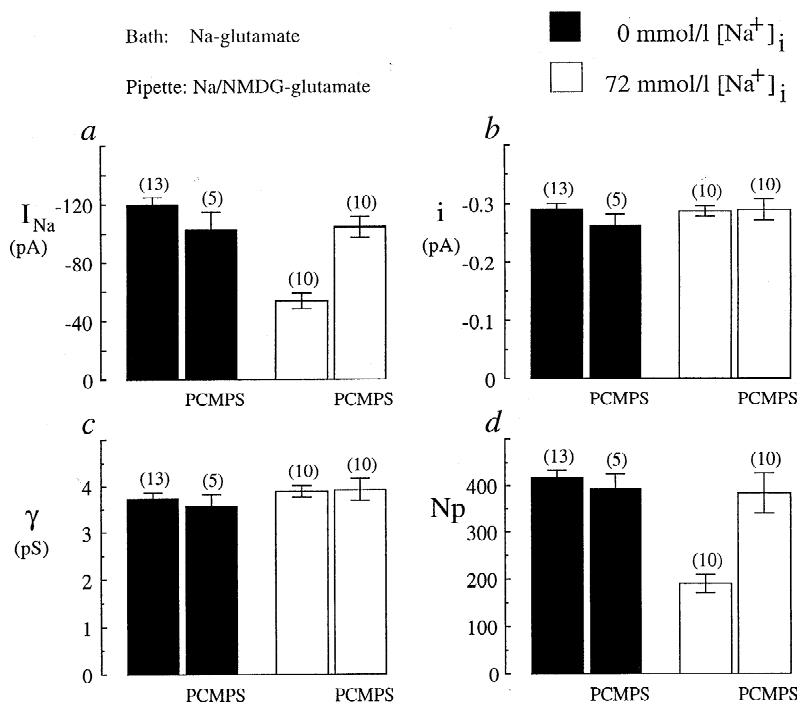 Bath: Na-glutamate
Pipette: Na/NMDG-glutamate
0 mmol/l [Na+]i
72 mmol/l [Na+]i
a
INa
(pA)
-120
-80
-40
0
(13)
(5)
(10)
(10)
PCMPS
PCMPS
b
i
(pA)
-0.3
-0.2
-0.1
0
(13)
(5)
(10)
(10)
PCMPS
PCMPS
c
γ
(pS)
5
4
3
2
1
0
(13)
(5)
(10)
(10)
PCMPS
PCMPS
d
Np
400
300
200
100
0
(13)
(5)
(10)
(10)
PCMPS
PCMPS